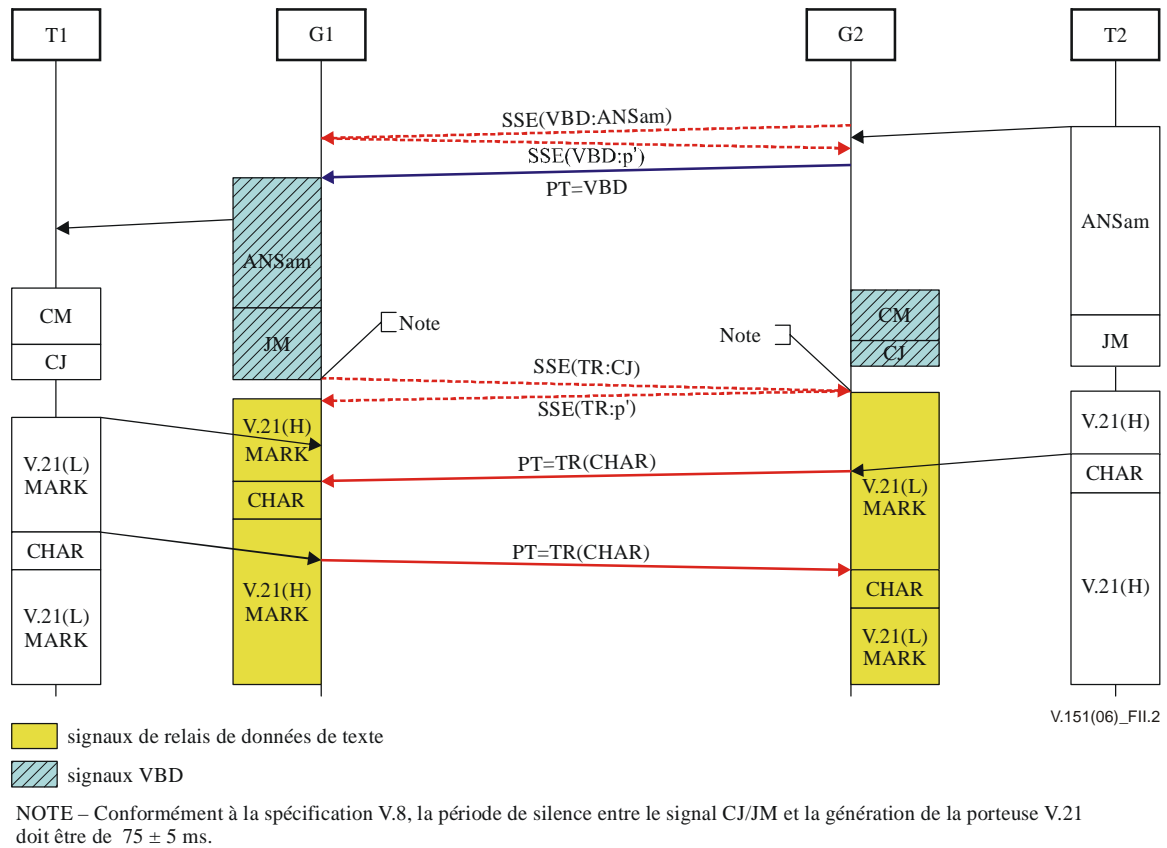 T1
G1
G2
T2
SSE(VBD:ANSam)
SSE(VBD:p')
PT=VBD
ANSam
ANSam
CM
CM
Note
Note
JM
JM
CJ
CJ
SSE(TR:CJ)
SSE(TR:p')
V.21(H)
MARK
V.21(H)
V.21(L)
MARK
PT=TR(CHAR)
CHAR
V.21(L)
MARK
CHAR
CHAR
PT=TR(CHAR)
V.21(H)
MARK
CHAR
V.21(H)
V.21(L)
MARK
V.21(L)
MARK
V.151(06)_FII.2
signaux de relais de données de texte
signaux VBD
NOTE – Conformément à la spécification V.8, la période de silence entre le signal CJ/JM et la génération de la porteuse V.21
doit être de 75 ± 5 ms.